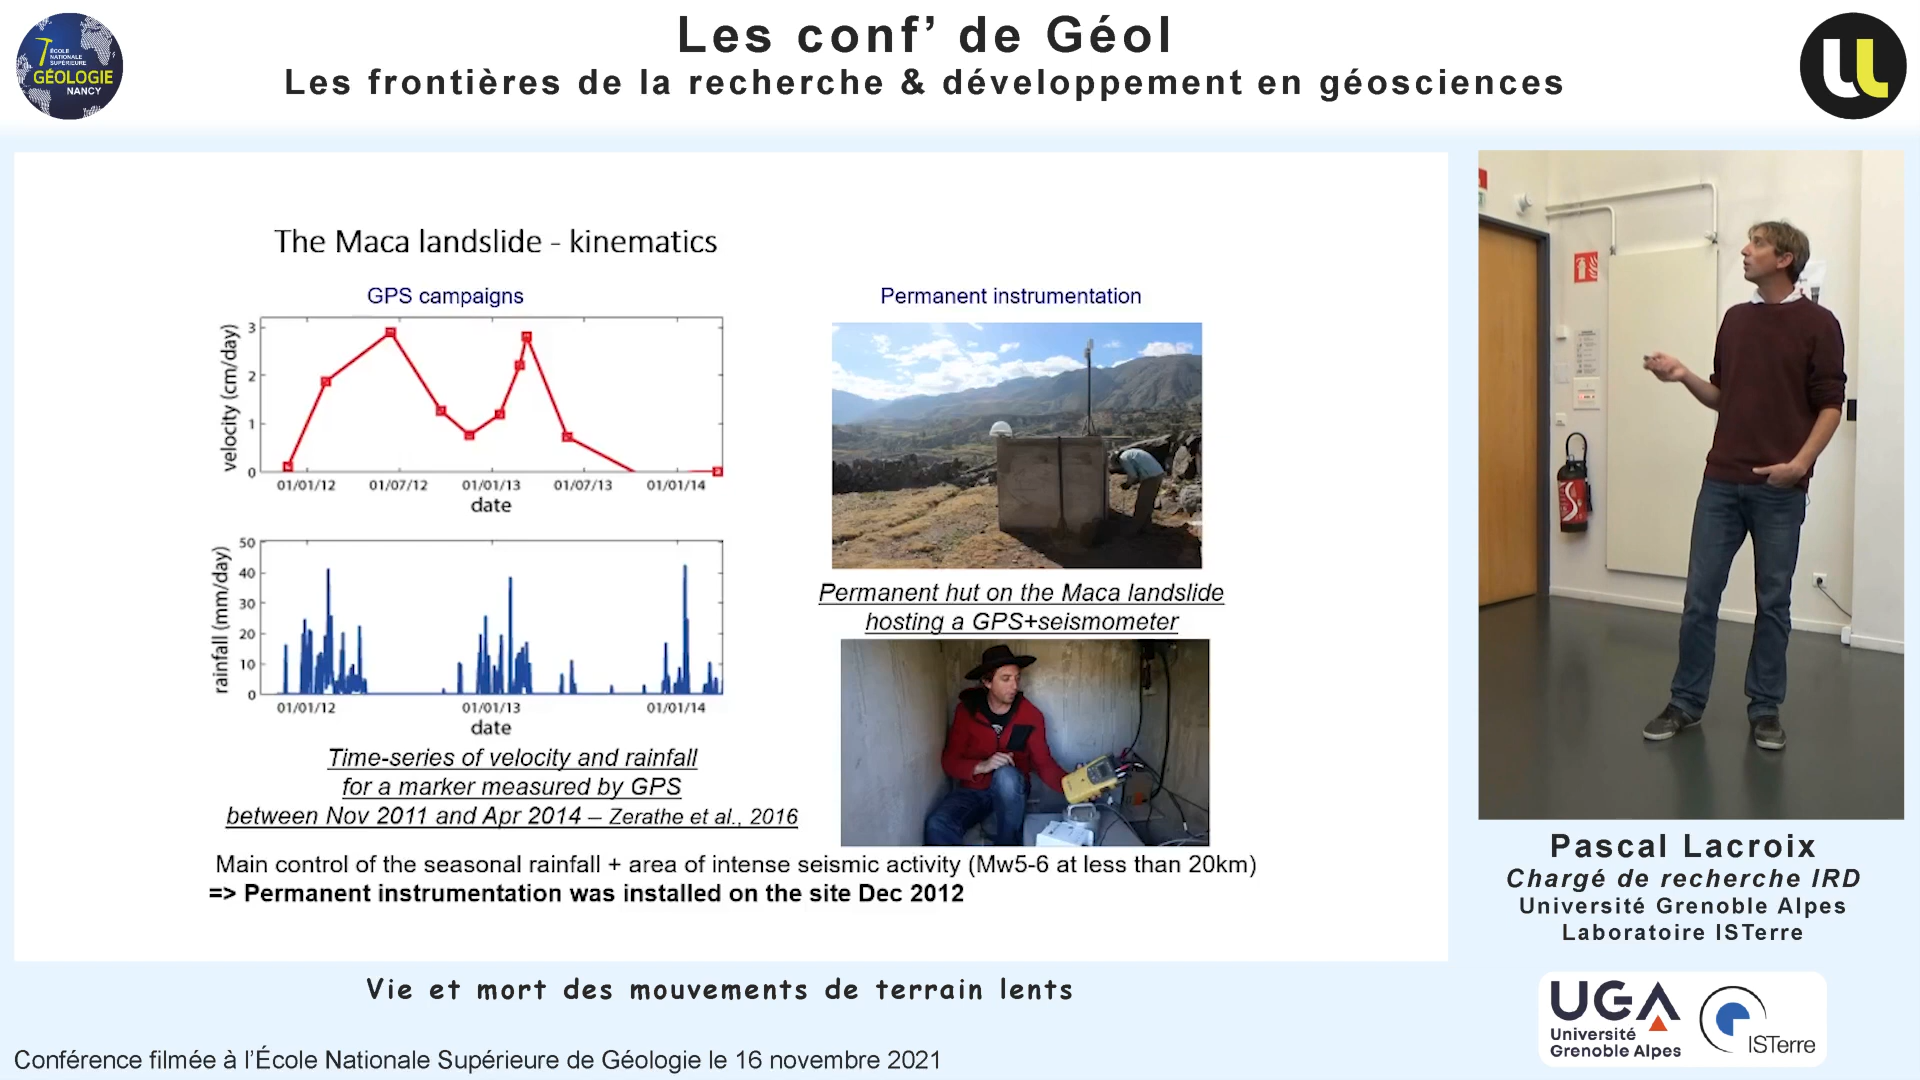 Les conf’ de Géol
Les frontières de la recherche & développement en géosciences
ÉCOLE
NATIONALE
SUPÉRIEURE
GÉOLOGIE
NANCY
The Maca landslide - kinematics
GPS campaigns
velocity (cm/day)
3
2
1
0
01/01/12 01/07/12 01/01/13 01/07/13 01/01/14
date
rainfall (mm/day)
50
40
30
20
10
0
01/01/12 01/01/13 01/01/14
date
Time-series of velocity and rainfall
for a marker measured by GPS
between Nov 2011 and Apr 2014 – Zerathe et al., 2016
Permanent instrumentation
Permanent hut on the Maca landslide
hosting a GPS+seismometer
Main control of the seasonal rainfall + area of intense seismic activity (Mw5-6 at less than 20km)
=> Permanent instrumentation was installed on the site Dec 2012
Pascal Lacroix
Chargé de recherche IRD
Université Grenoble Alpes
Laboratoire ISTerre
Vie et mort des mouvements de terrain lents
UGA
Université
Grenoble Alpes
ISTerre
Conférence filmée à l’École Nationale Supérieure de Géologie le 16 novembre 2021